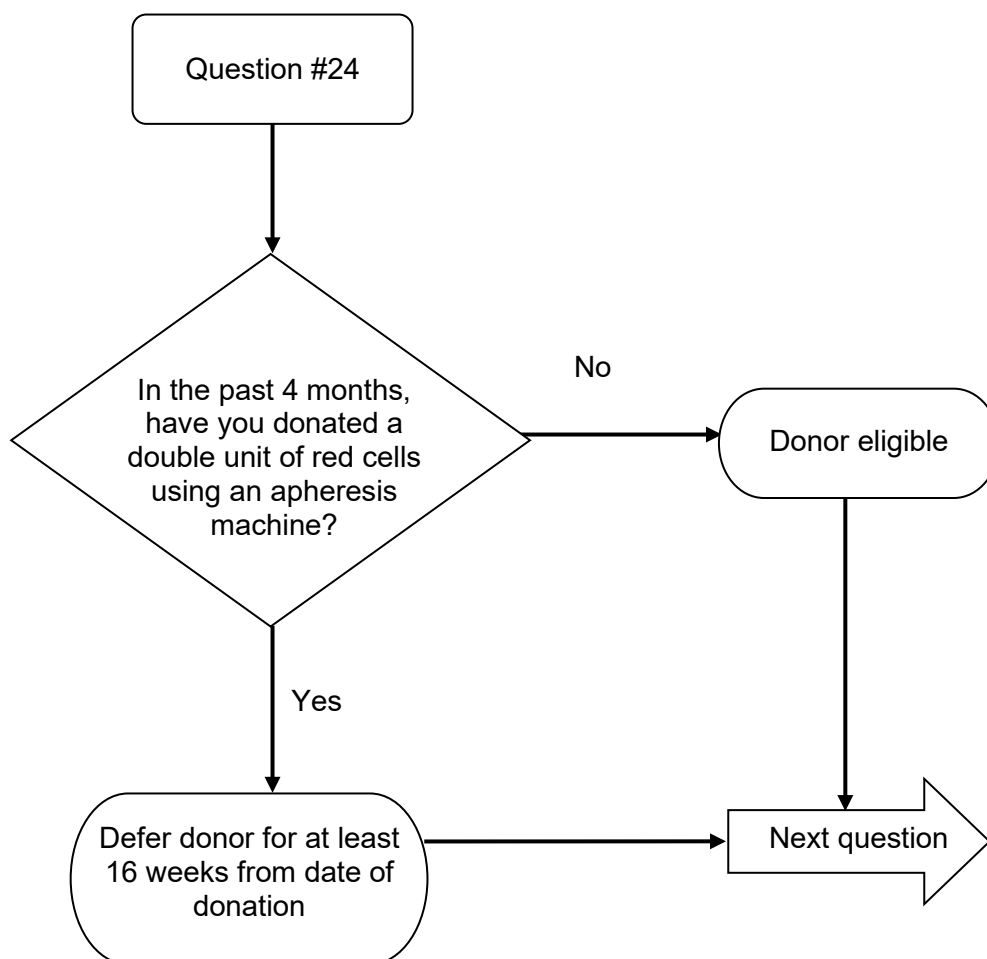 Question #24
In the past 4 months,
have you donated a
double unit of red cells
using an apheresis
machine?
No
Donor eligible
Yes
Defer donor for at least
16 weeks from date of
donation
Next question